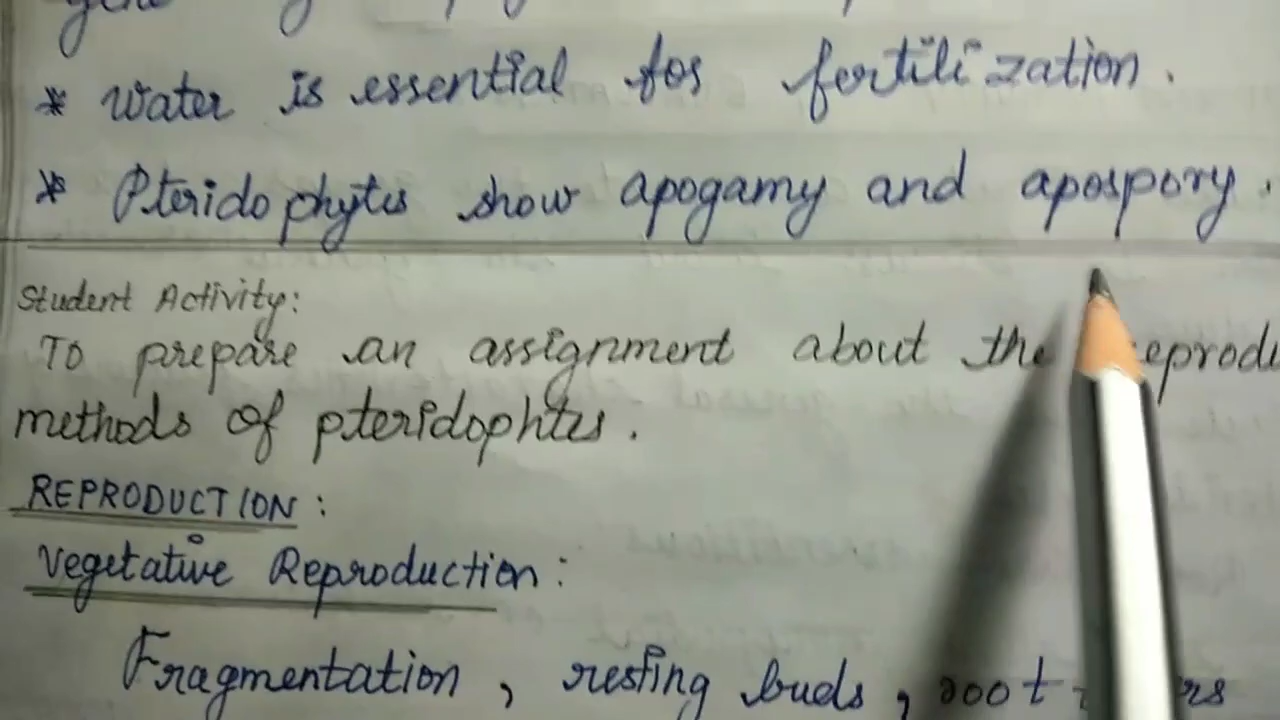 * water is essential for fertilization.
* Pteridophytes show apogamy and apospory.
Student Activity:
To prepare an assignment about the
methods of pteridophtes.
REPRODUCTION:
Vegetative Reproduction:
Fragmentation, resting buds, root